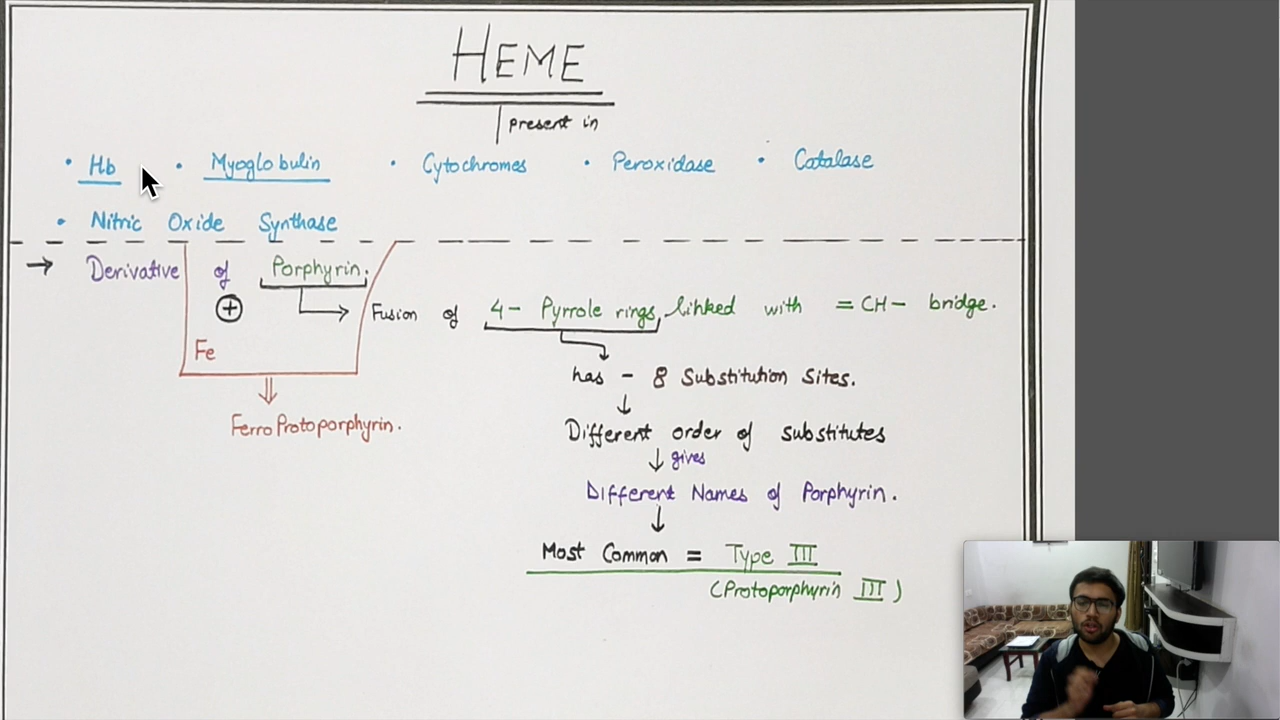 HEME
present in
• Hb • Myoglobulin • Cytochromes • Peroxidase • Catalase
• Nitric Oxide Synthase
→ Derivative of Porphyrin.
+ → Fusion of 4- Pyrrole rings, linked with =CH- bridge.
Fe
has - 8 Substitution Sites.
↓
FerroProtoporphyrin.
Different order of substitutes
↓ gives
Different Names of Porphyrin.
↓
Most Common = Type III
(Protoporphyrin III)